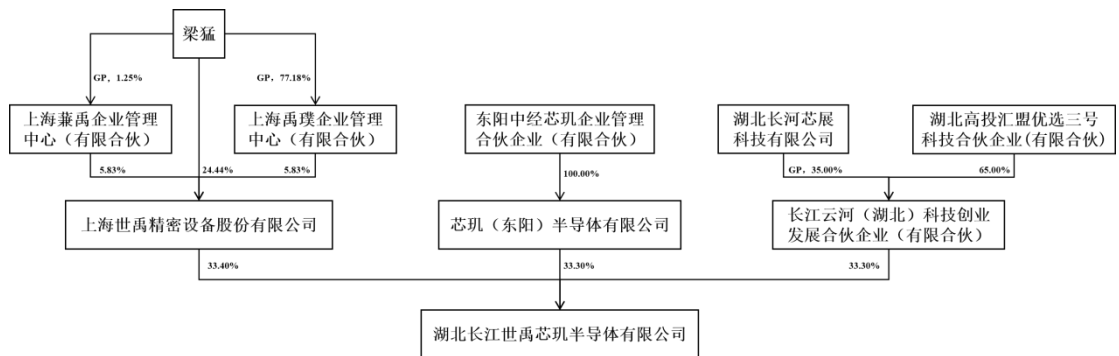 梁猛
GP，1.25%
GP，77.18%
上海蒹禹企业管理
中心（有限合伙）
上海禹璞企业管理
中心（有限合伙）
东阳中经芯玑企业管理
合伙企业（有限合伙）
湖北长河芯展
科技有限公司
湖北高投汇盟优选三号
科技合伙企业(有限合伙)
5.83%
24.44%
5.83%
100.00%
GP，35.00%
65.00%
上海世禹精密设备股份有限公司
芯玑（东阳）半导体有限公司
长江云河（湖北）科技创业
发展合伙企业（有限合伙）
33.40%
33.30%
33.30%
湖北长江世禹芯玑半导体有限公司